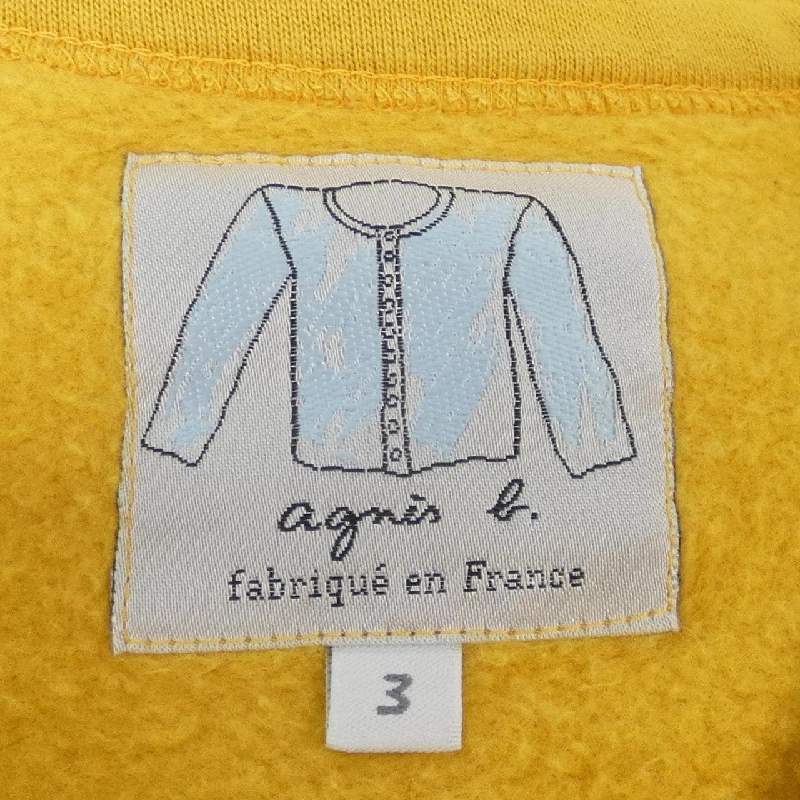 agnès b.
fabriqué en France
3